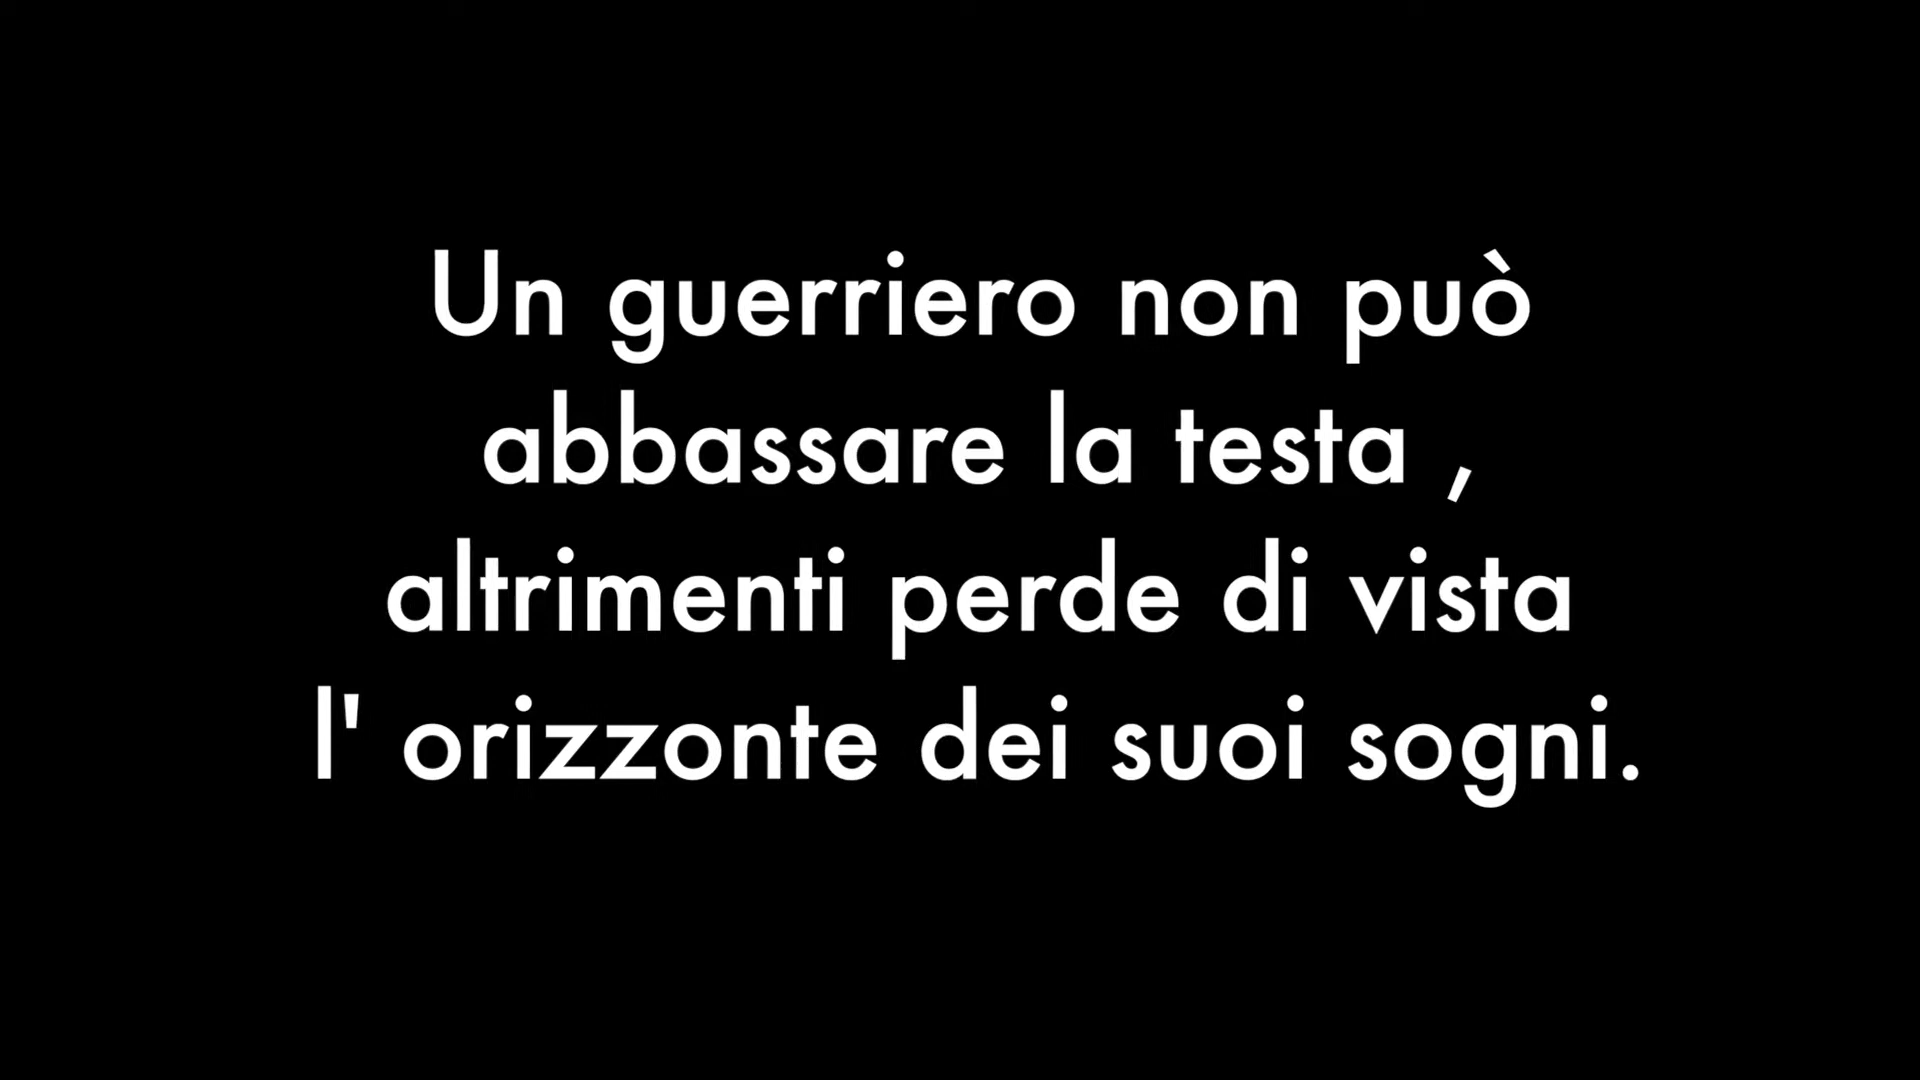 Un guerriero non può
abbassare la testa ,
altrimenti perde di vista
l' orizzonte dei suoi sogni.